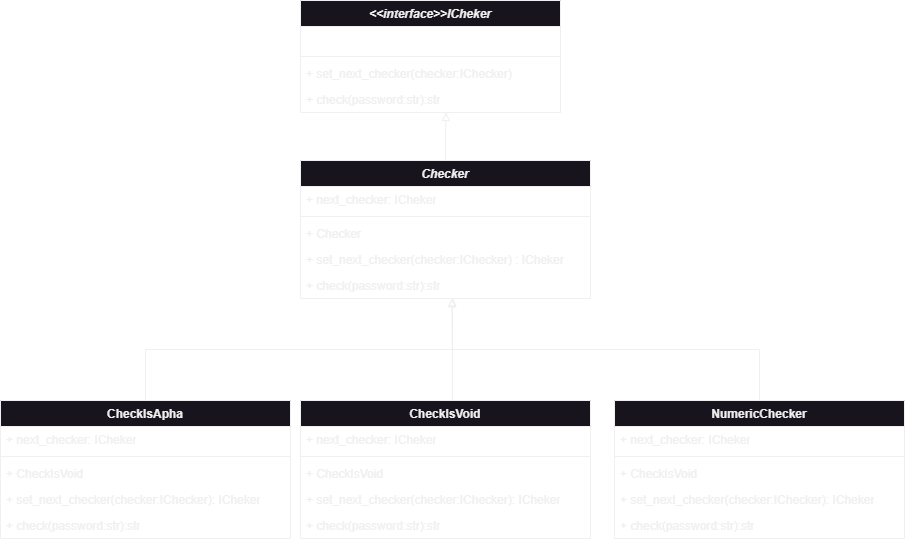 <<interface>>ICheker
+ set_next_checker(checker:IChecker)
+ check(password:str):str
Checker
+ next_checker: ICheker
+ Checker
+ set_next_checker(checker:IChecker) : ICheker
+ check(password:str):str
CheckIsApha
+ next_checker: ICheker
+ CheckIsVoid
+ set_next_checker(checker:IChecker): ICheker
+ check(password:str):str
CheckIsVoid
+ next_checker: ICheker
+ CheckIsVoid
+ set_next_checker(checker:IChecker): ICheker
+ check(password:str):str
NumericChecker
+ next_checker: ICheker
+ CheckIsVoid
+ set_next_checker(checker:IChecker): ICheker
+ check(password:str):str